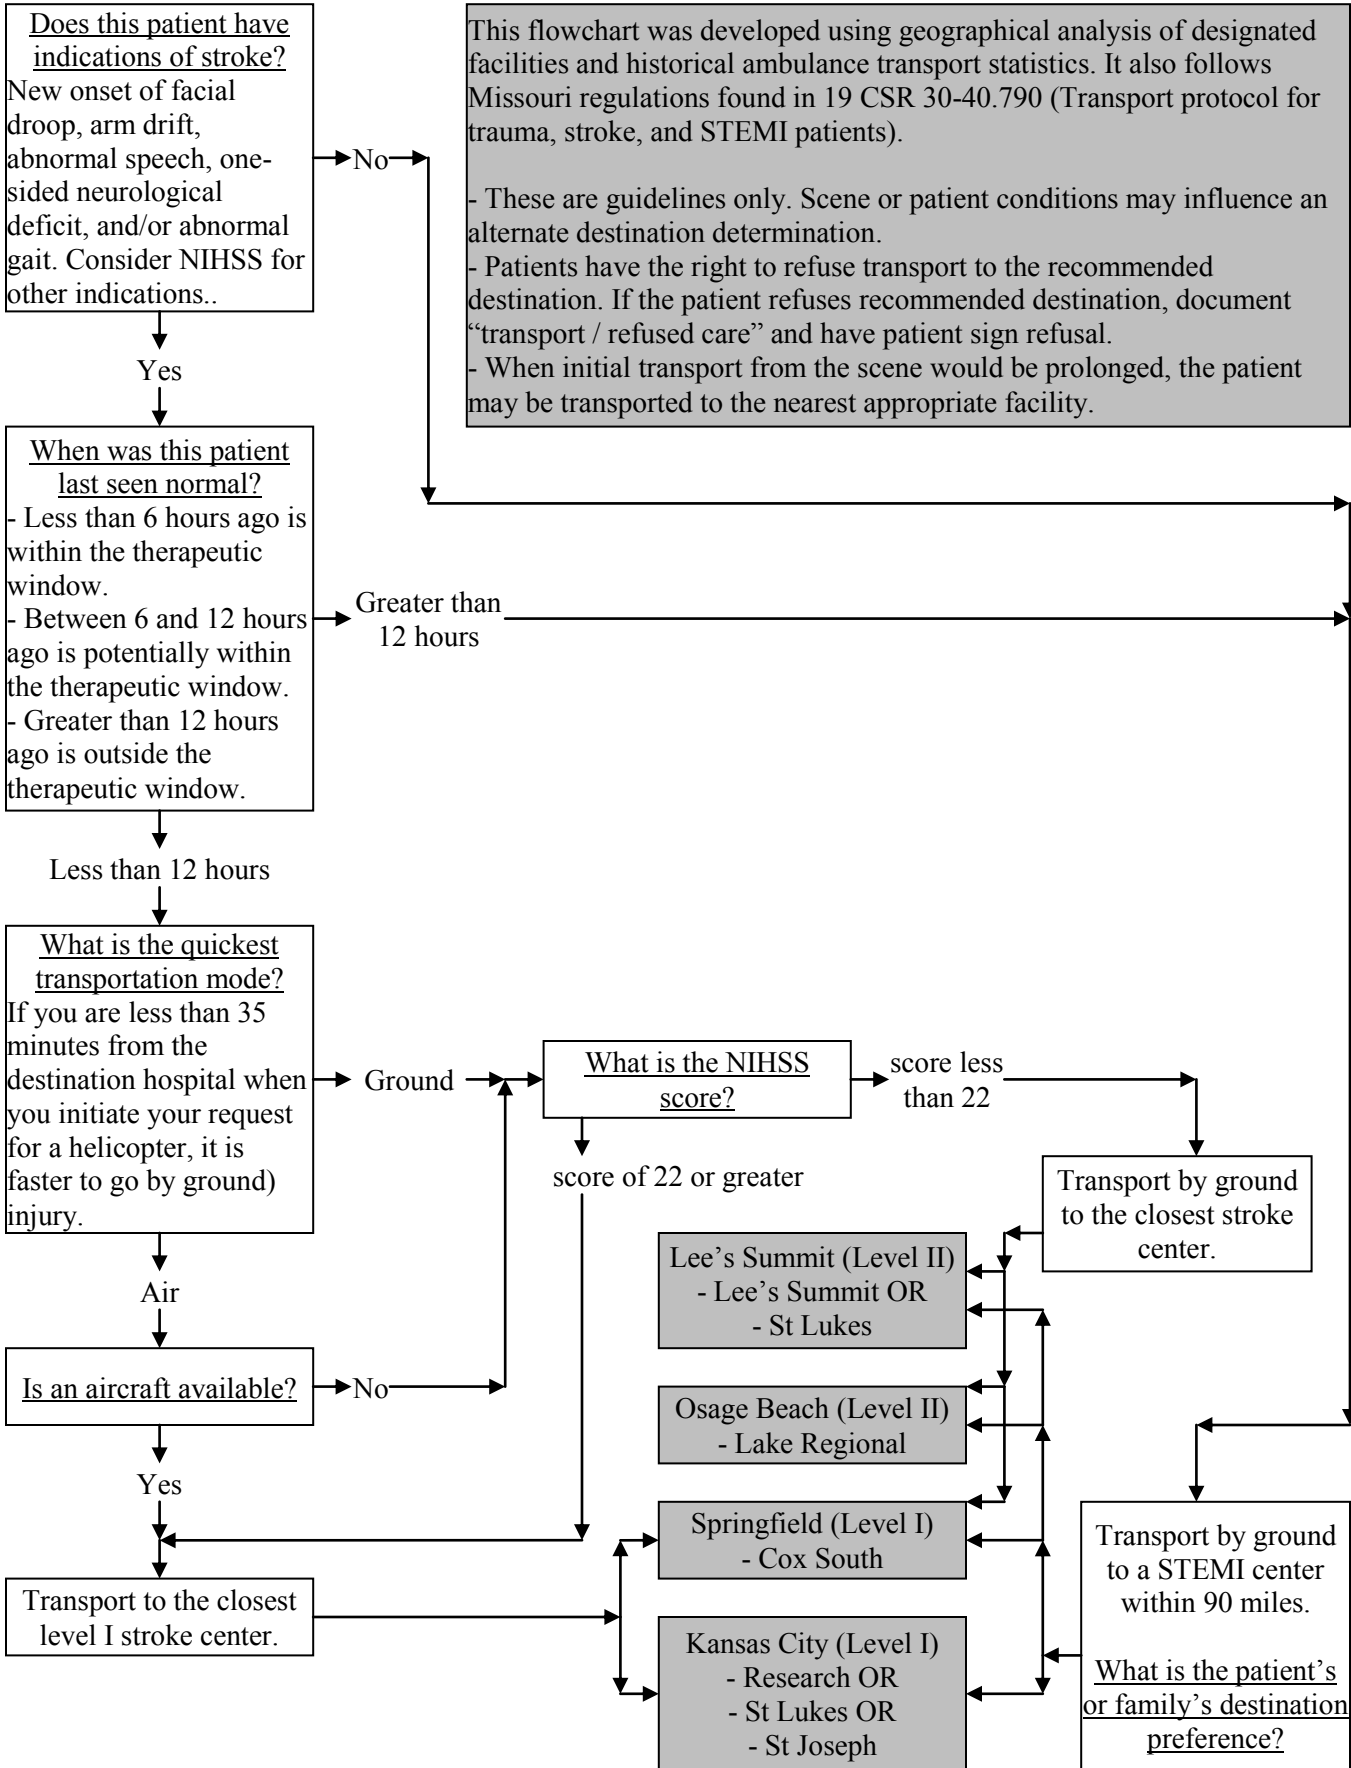 Does this patient have
indications of stroke?
New onset of facial
droop, arm drift,
abnormal speech, one-
sided neurological
deficit, and/or abnormal
gait. Consider NIHSS for
other indications..
No
This flowchart was developed using geographical analysis of designated
facilities and historical ambulance transport statistics. It also follows
Missouri regulations found in 19 CSR 30-40.790 (Transport protocol for
trauma, stroke, and STEMI patients).
- These are guidelines only. Scene or patient conditions may influence an
alternate destination determination.
- Patients have the right to refuse transport to the recommended
destination. If the patient refuses recommended destination, document
“transport / refused care” and have patient sign refusal.
- When initial transport from the scene would be prolonged, the patient
may be transported to the nearest appropriate facility.
Yes
When was this patient
last seen normal?
- Less than 6 hours ago is
within the therapeutic
window.
- Between 6 and 12 hours
ago is potentially within
the therapeutic window.
- Greater than 12 hours
ago is outside the
therapeutic window.
Greater than
12 hours
Less than 12 hours
What is the quickest
transportation mode?
If you are less than 35
minutes from the
destination hospital when
you initiate your request
for a helicopter, it is
faster to go by ground)
injury.
Ground
What is the NIHSS
score?
score less
than 22
score of 22 or greater
Transport by ground
to the closest stroke
center.
Air
Is an aircraft available?
No
Yes
Transport to the closest
level I stroke center.
Lee’s Summit (Level II)
- Lee’s Summit OR
- St Lukes
Osage Beach (Level II)
- Lake Regional
Springfield (Level I)
- Cox South
Kansas City (Level I)
- Research OR
- St Lukes OR
- St Joseph
Transport by ground
to a STEMI center
within 90 miles.
What is the patient’s
or family’s destination
preference?